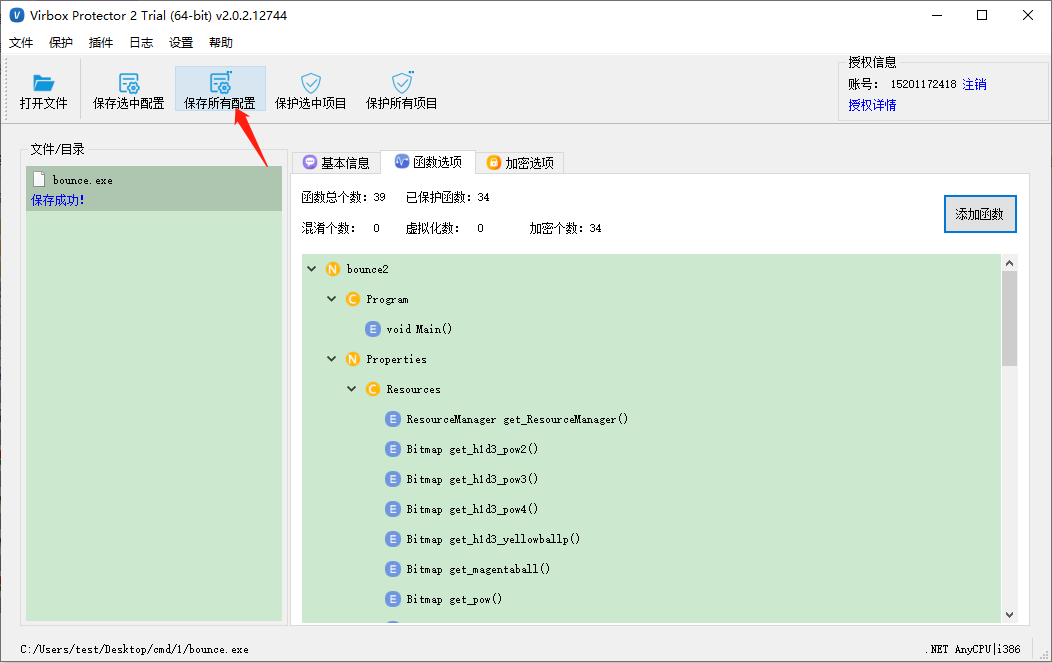 Virbox Protector 2 Trial (64-bit) v2.0.2.12744
文件 保护 插件 日志 设置 帮助
打开文件 保存选中配置 保存所有配置 保护选中项目 保护所有项目
授权信息
账号： 15201172418 注销
授权详情
文件/目录
bounce.exe
保存成功!
基本信息 函数选项 加密选项
函数总个数：39 已保护函数：34
混淆个数： 0 虚拟化数： 0 加密个数：34
添加函数
N bounce2
C Program
E void Main()
N Properties
C Resources
E ResourceManager get_ResourceManager()
E Bitmap get_h1d3_pow2()
E Bitmap get_h1d3_pow3()
E Bitmap get_h1d3_pow4()
E Bitmap get_h1d3_yellowballp()
E Bitmap get_magentaball()
E Bitmap get_pow()
C:/Users/test/Desktop/cmd/1/bounce.exe
.NET AnyCPU|i386